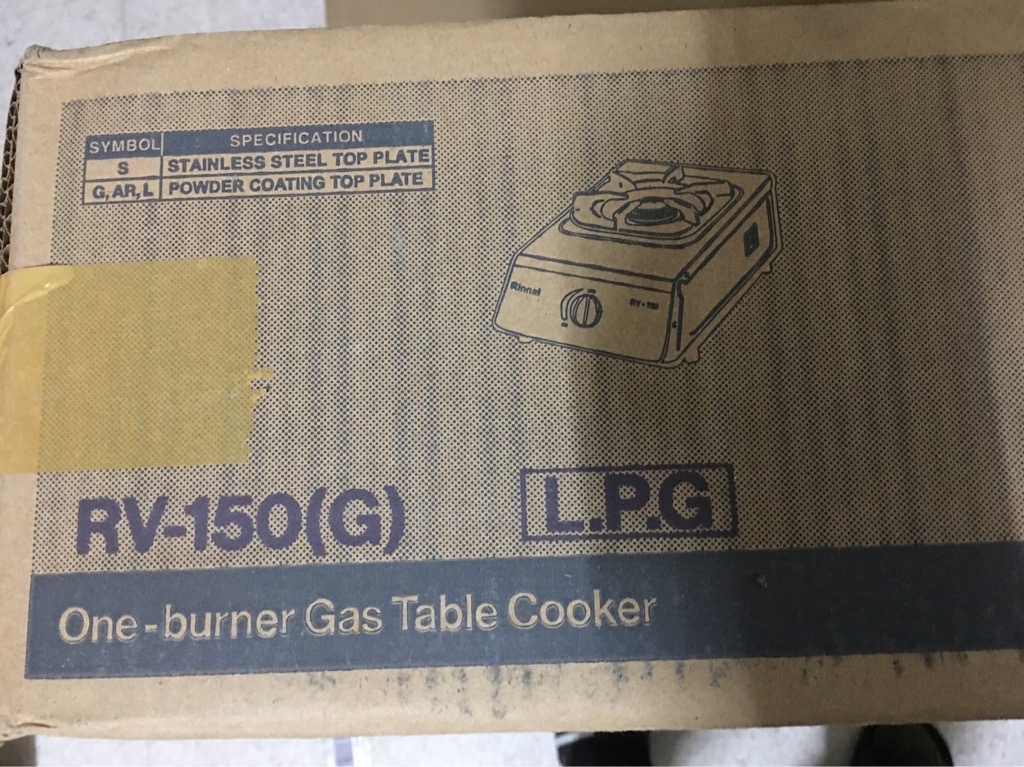 SYMBOL SPECIFICATION
S STAINLESS STEEL TOP PLATE
G, AR, L POWDER COATING TOP PLATE
Rinnai
RV-150
RV-150(G)
L.P.G
One-burner Gas Table Cooker